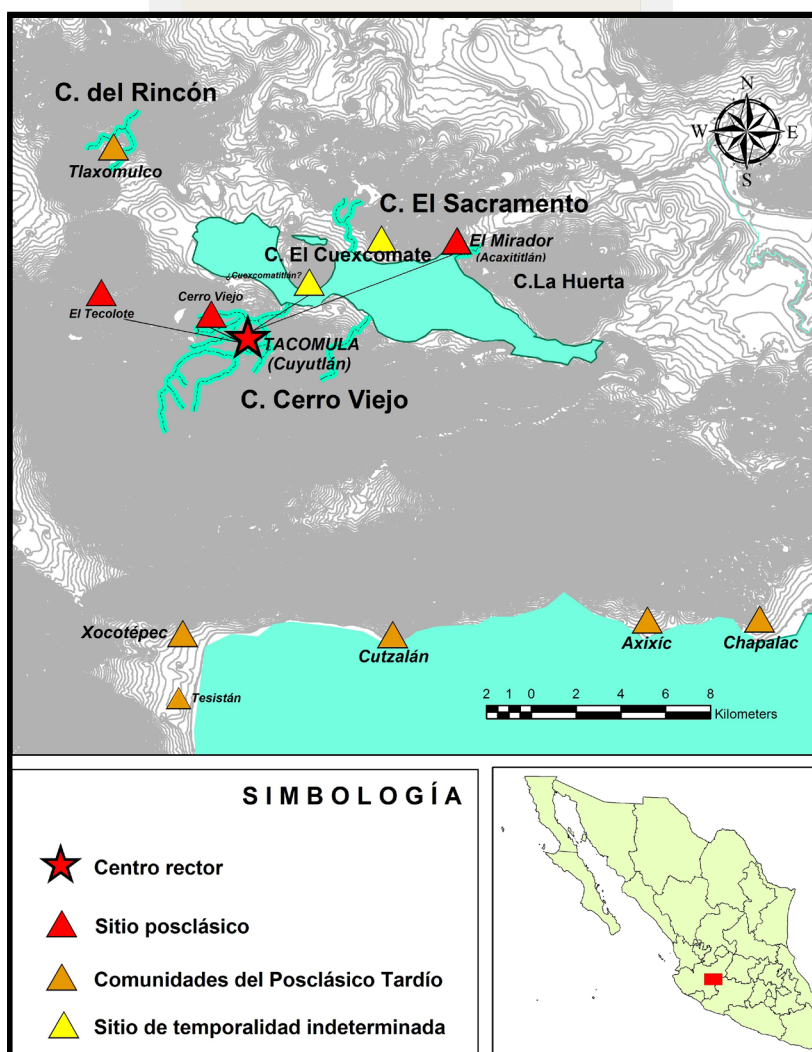 C. del Rincón
Tlaxomulco
N
W
E
S
C. El Sacramento
El Mirador
(Acaxititlán)
C. El Cuexcomate
¿Cuexcomatitlán?
C.La Huerta
El Tecolote
Cerro Viejo
TACOMULA
(Cuyutlán)
C. Cerro Viejo
Xocotépec
Cutzalán
Axixíc
Chapalac
Tesistán
2 1 0 2 4 6 8
Kilometers
SIMBOLOGÍA
Centro rector
Sitio posclásico
Comunidades del Posclásico Tardío
Sitio de temporalidad indeterminada